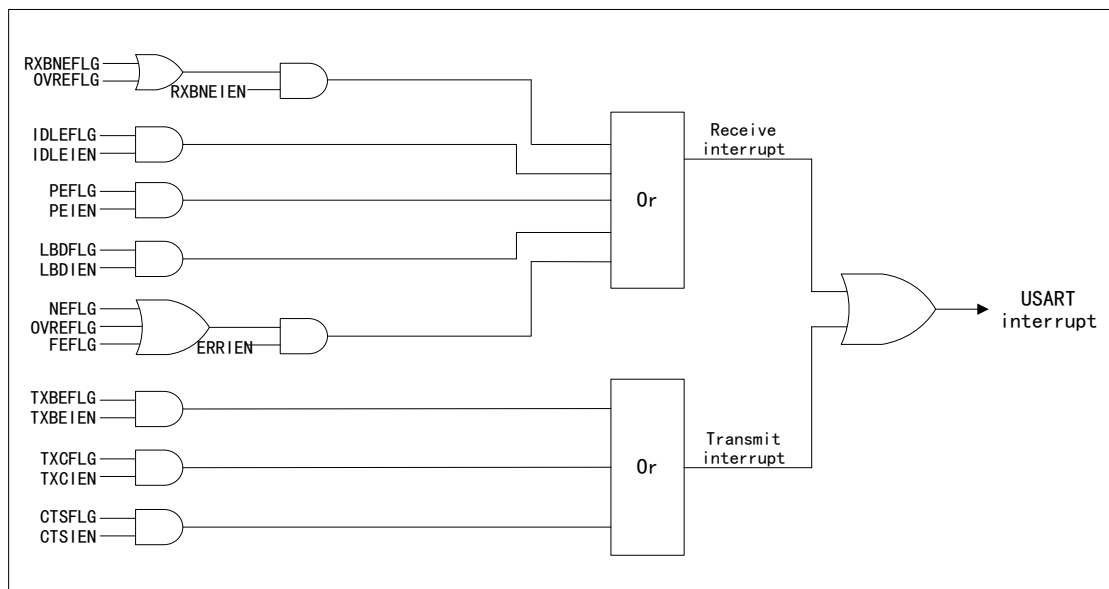 RXBNEFLG
OVREFLG
RXBNEIEN
IDLEFLG
IDLEIEN
PEFLG
PEIEN
LBDFLG
LBDIEN
NEFLG
OVREFLG
FEFLG
ERRIEN
Or
Receive
interrupt
TXBEFLG
TXBEIEN
TXCFLG
TXCIEN
CTSFLG
CTSIEN
Or
Transmit
interrupt
USART
interrupt